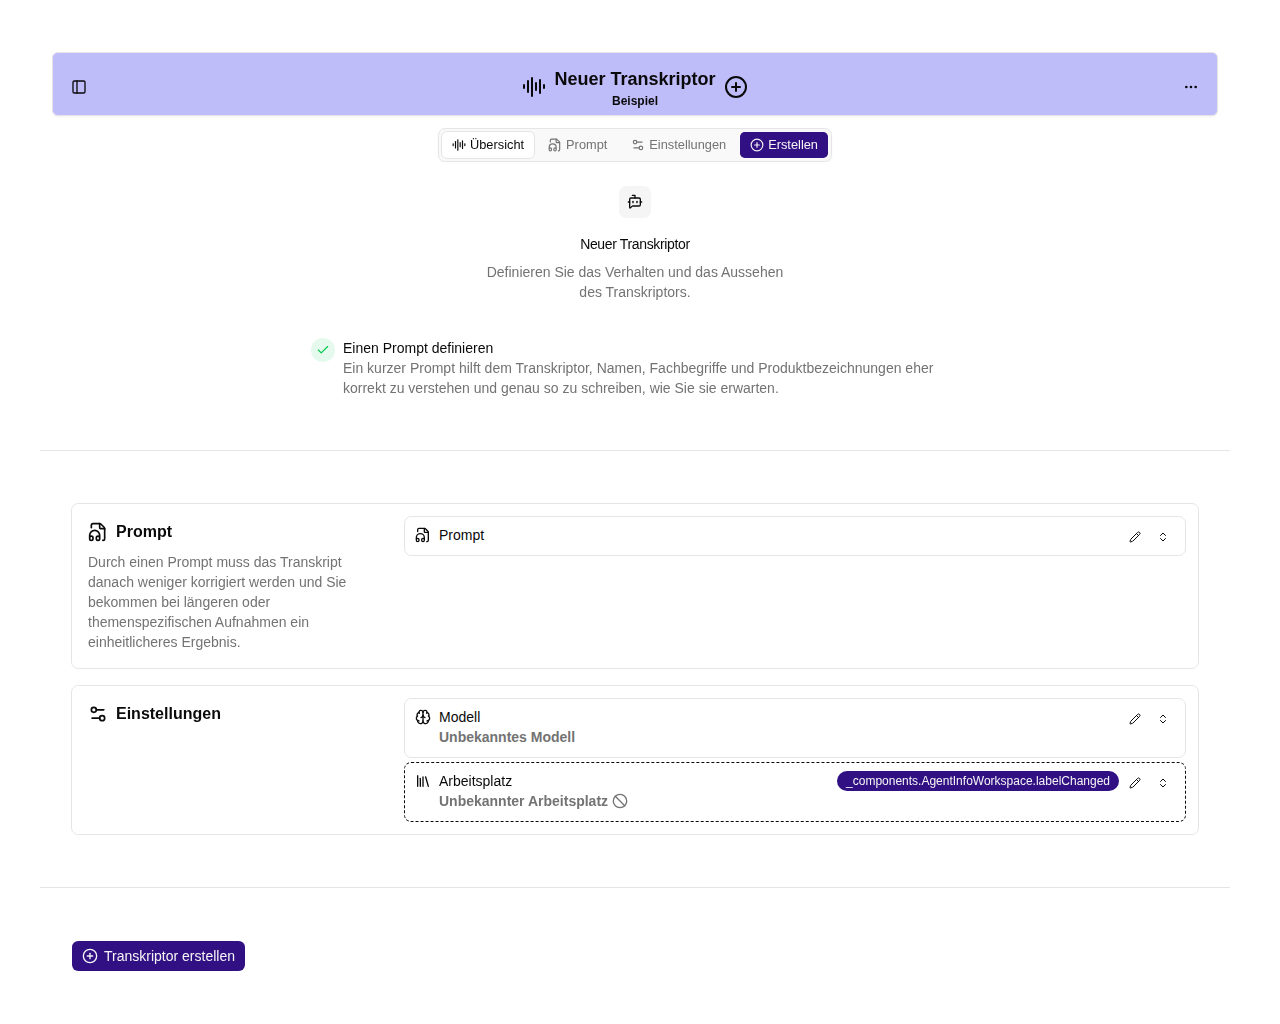 Neuer Transkriptor
Beispiel
Übersicht
Prompt
Einstellungen
Erstellen
Neuer Transkriptor
Definieren Sie das Verhalten und das Aussehen
des Transkriptors.
Einen Prompt definieren
Ein kurzer Prompt hilft dem Transkriptor, Namen, Fachbegriffe und Produktbezeichnungen eher
korrekt zu verstehen und genau so zu schreiben, wie Sie sie erwarten.
Prompt
Durch einen Prompt muss das Transkript
danach weniger korrigiert werden und Sie
bekommen bei längeren oder
themenspezifischen Aufnahmen ein
einheitlicheres Ergebnis.
Prompt
Einstellungen
Modell
Unbekanntes Modell
Arbeitsplatz
_components.AgentInfoWorkspace.labelChanged
Unbekannter Arbeitsplatz
Transkriptor erstellen